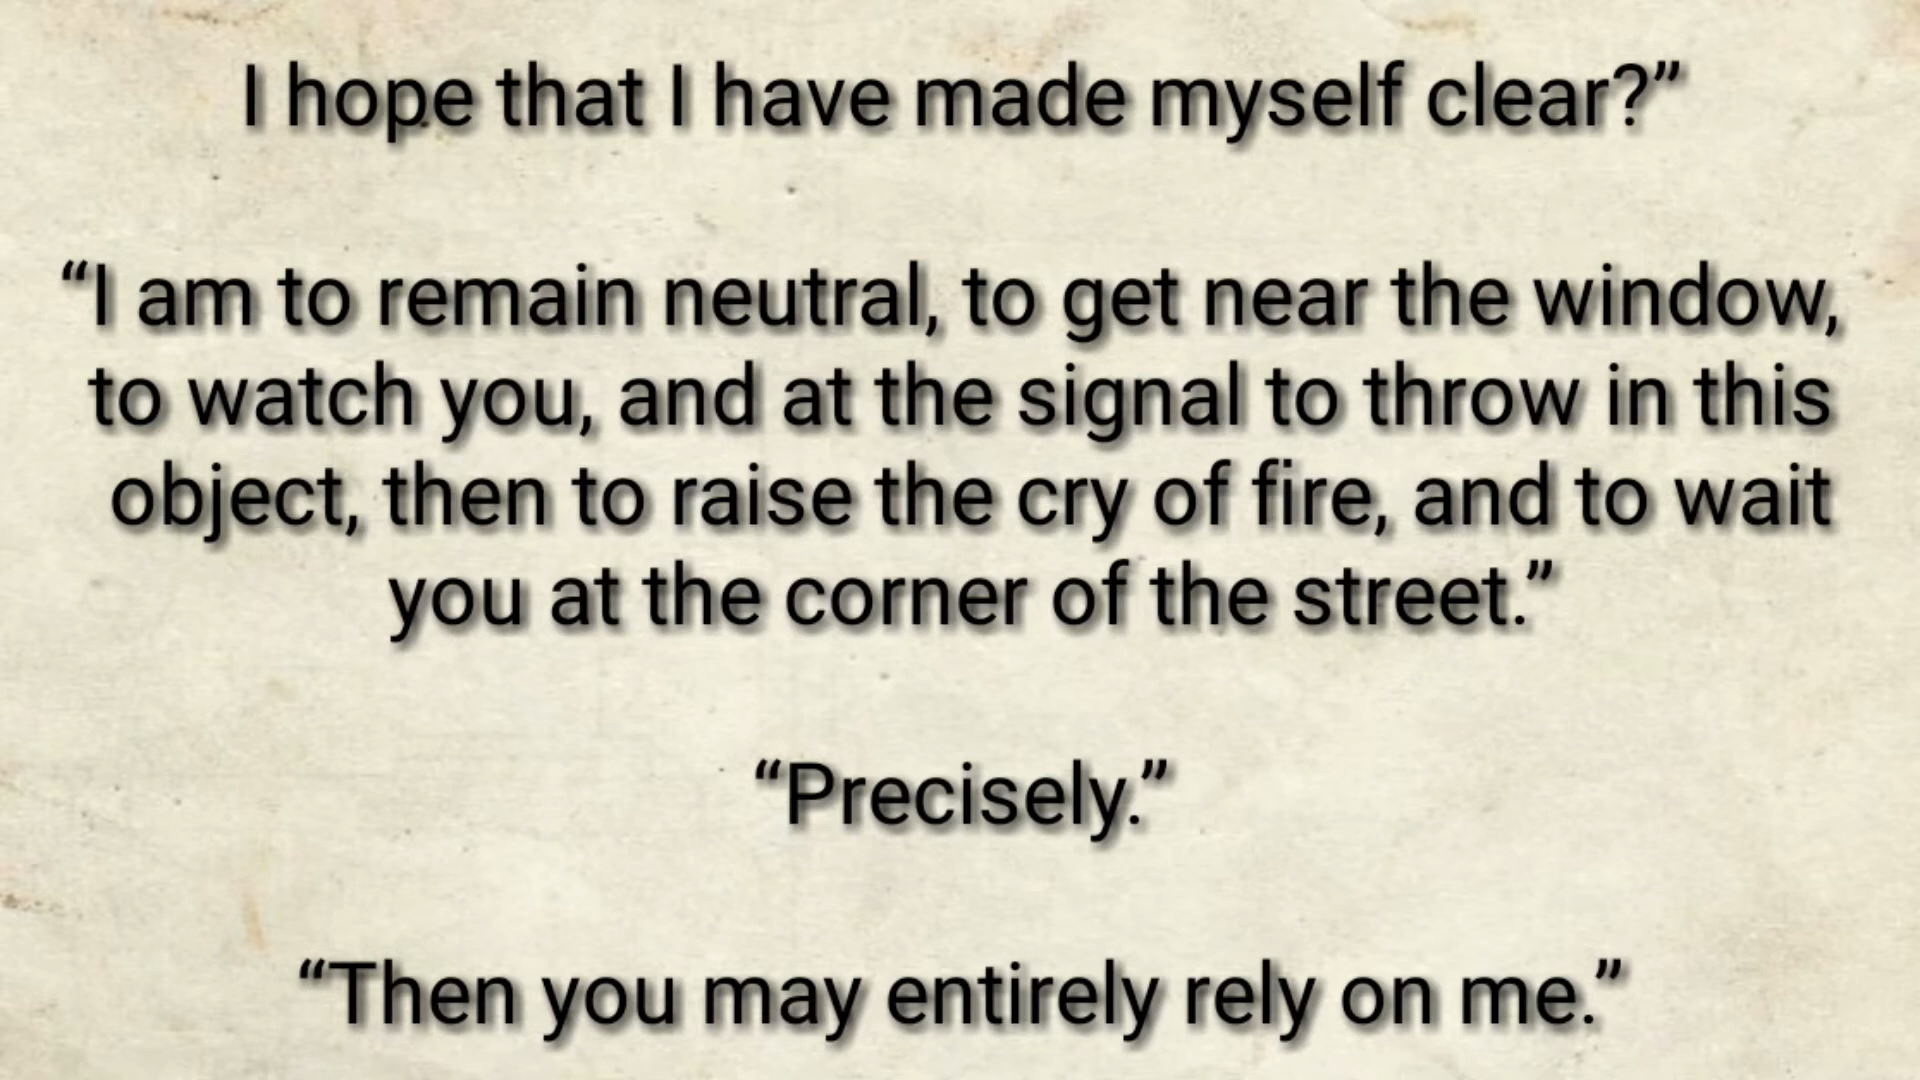 I hope that I have made myself clear?”
“I am to remain neutral, to get near the window,
to watch you, and at the signal to throw in this
object, then to raise the cry of fire, and to wait
you at the corner of the street.”
“Precisely.”
“Then you may entirely rely on me.”